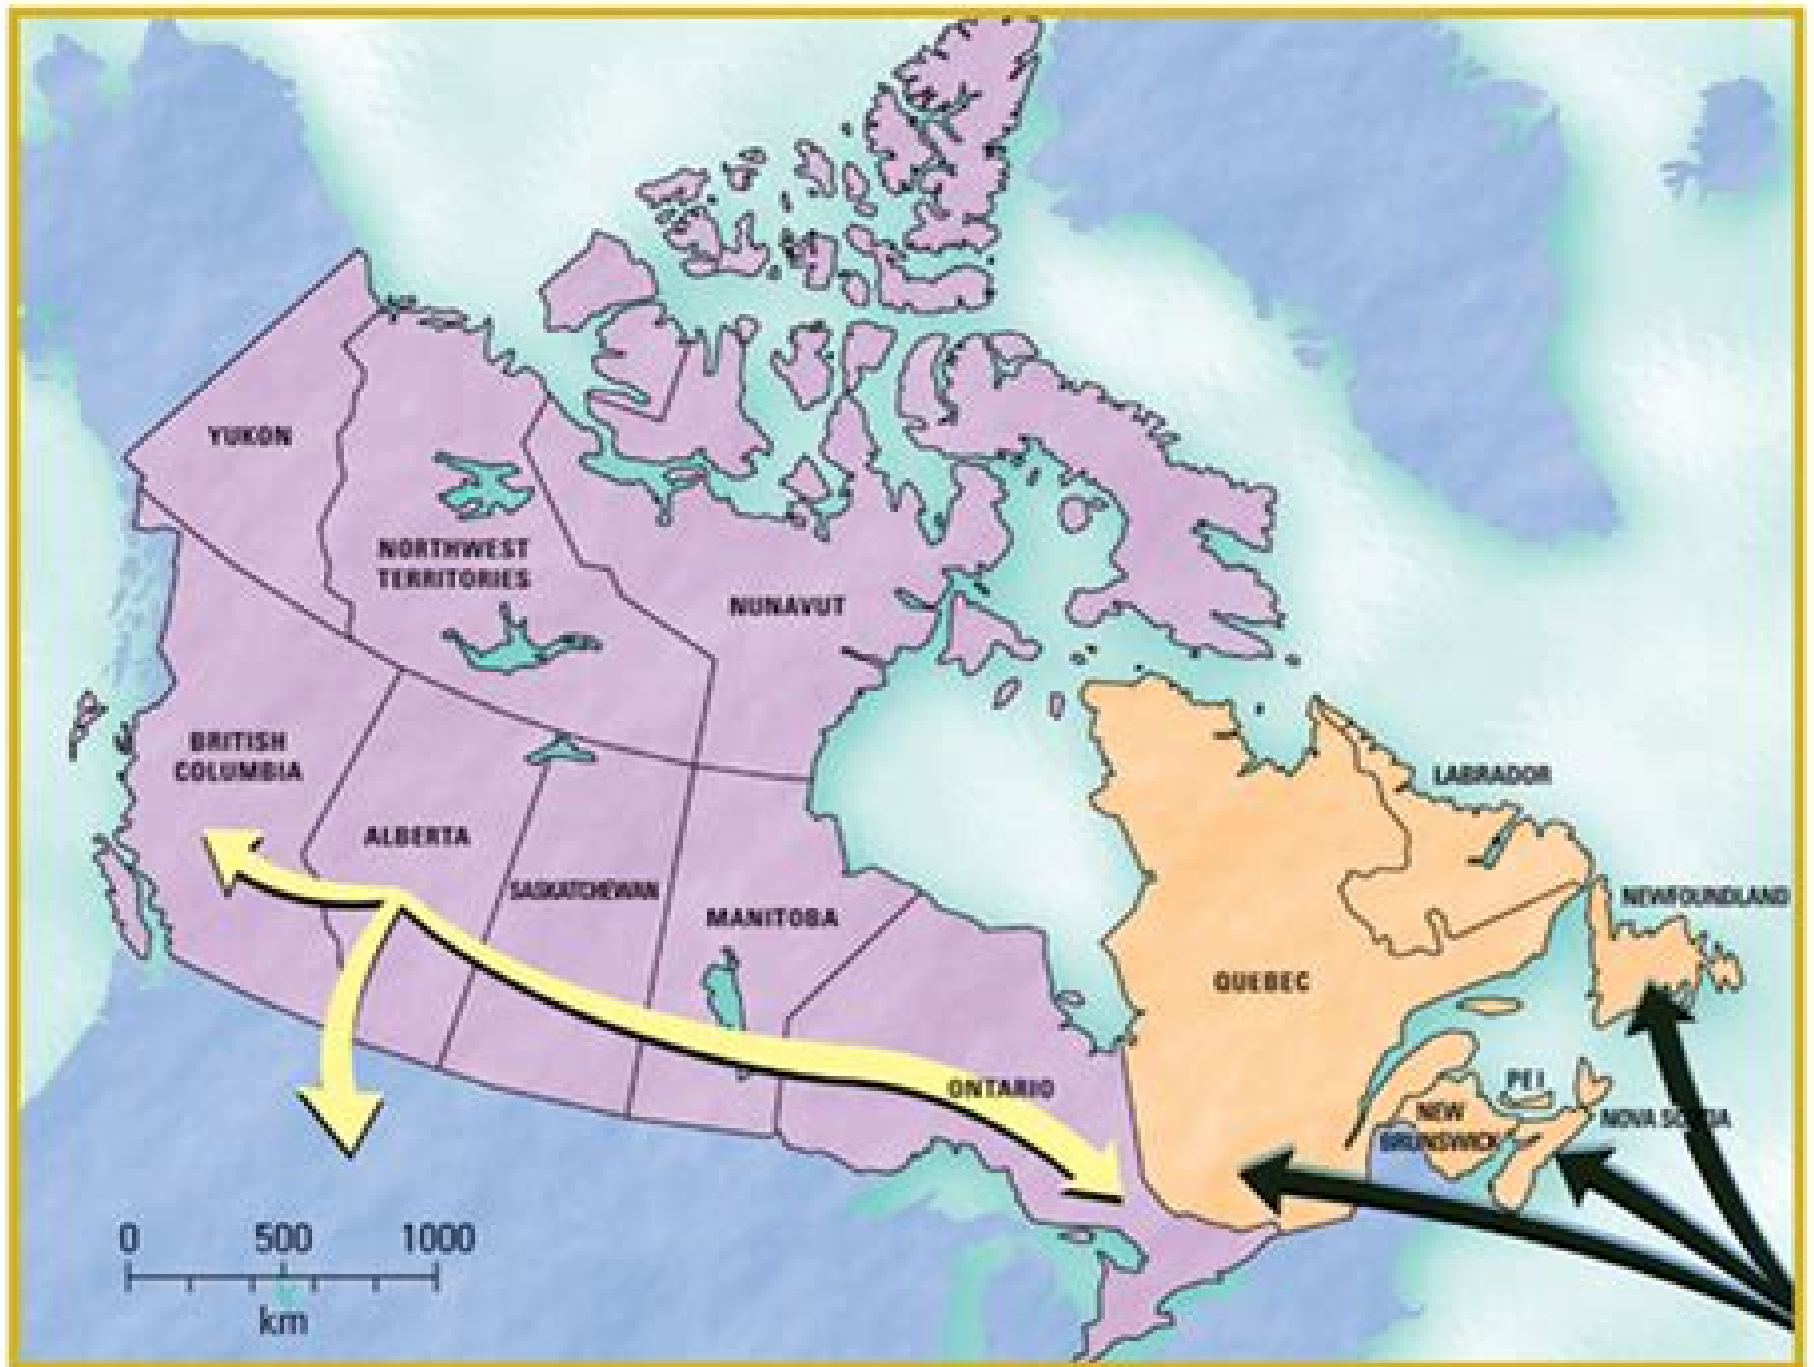 YUKON
NORTHWEST
TERRITORIES
NUNAVUT
BRITISH
COLUMBIA
ALBERTA
SASKATCHEWAN
MANITOBA
ONTARIO
QUEBEC
LABRADOR
NEWFOUNDLAND
PEI
NEW
BRUNSWICK
NOVA SCOTIA
0 500 1000
km